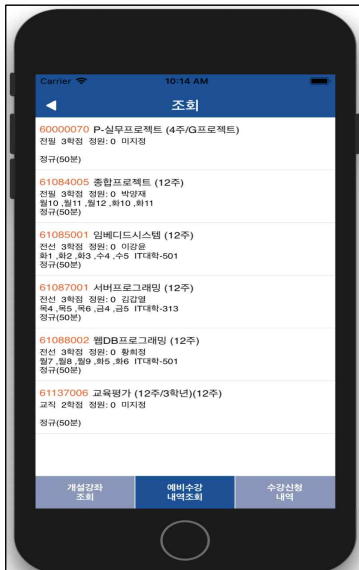 Carrier 10:14 AM
조회
60000070 P-실무프로젝트 (4주/G프로젝트)
전필 3학점 정원: 0 미지정
정규(50분)
61084005 종합프로젝트 (12주)
전필 3학점 정원: 0 박양재
월10 ,월11 ,월12 ,화10 ,화11
정규(50분)
61085001 임베디드시스템 (12주)
전선 3학점 정원: 0 이강윤
화1 ,화2 ,화3 ,수4 ,수5 IT대학-501
정규(50분)
61087001 서버프로그래밍 (12주)
전선 3학점 정원: 0 김갑열
목4 ,목5 ,목6 ,금4 ,금5 IT대학-313
정규(50분)
61088002 웹DB프로그래밍 (12주)
전선 3학점 정원: 0 황희정
월7 ,월8 ,월9 ,화5 ,화6 IT대학-501
정규(50분)
61137006 교육평가 (12주/3학년)(12주)
교직 2학점 정원: 0 미지정
정규(50분)
개설강좌
조회
예비수강
내역조회
수강신청
내역